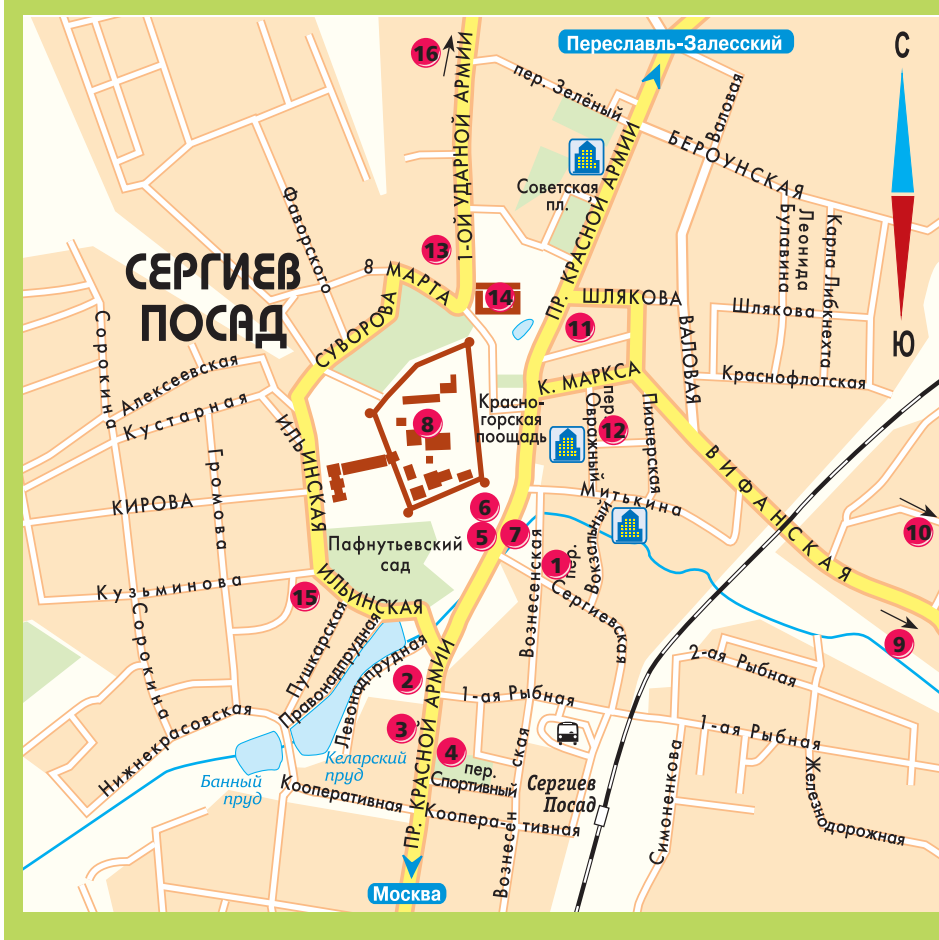 Переславль-Залесский
С
16
1-ОЙ УДАРНОЙ АРМИИ
пер. Зелёный
Валовая
БЕРОУНСКАЯ
Советская
пл.
ПР. КРАСНОЙ АРМИИ
Фаворского
Булавина
Леонида
Карла Либкнехта
13
СЕРГИЕВ
ПОСАД
8 МАРТА
14
ШЛЯКОВА
Шлякова
11
Ю
СУВОРОВА
Сорокина
Алексеевская
Кустарная
К. МАРКСА
ВАЛОВАЯ
Краснофлотская
Красно-
горская
поощадь
8
пер.
Овражный
12
Пионерская
ИЛЬИНСКАЯ
Громова
ВИФАНСКАЯ
КИРОВА
6
Митькина
5
7
10
Пафнутьевский
сад
1
пер.
Вокзальный
Вознесенская
Сергиевская
Кузьминова
15
ИЛЬИНСКАЯ
Сорокина
Пушкарская
Правонадпрудная
Левонадпрудная
9
2
2-ая Рыбная
1-ая Рыбная
ПР. КРАСНОЙ АРМИИ
3
1-ая Рыбная
Нижнекрасовская
4
пер.
Спортивный
Келарский
пруд
Банный
пруд
Сергиев
Посад
Вознесен ская
Симоненкова
Железнодорожная
Кооперативная
Коопера-тивная
Москва